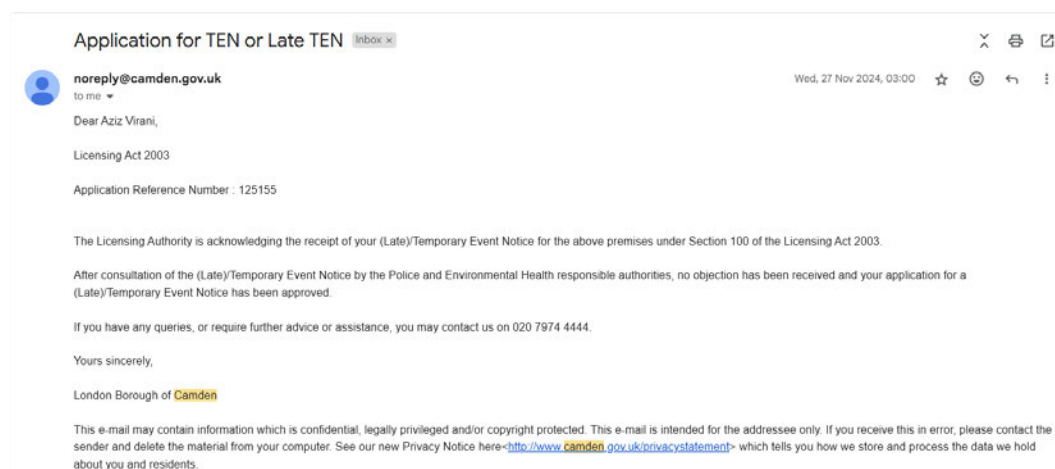 Application for TEN or Late TEN Inbox ×
noreply@camden.gov.uk Wed, 27 Nov 2024, 03:00
to me
Dear Aziz Virani,
Licensing Act 2003
Application Reference Number : 125155
The Licensing Authority is acknowledging the receipt of your (Late)/Temporary Event Notice for the above premises under Section 100 of the Licensing Act 2003.
After consultation of the (Late)/Temporary Event Notice by the Police and Environmental Health responsible authorities, no objection has been received and your application for a
(Late)/Temporary Event Notice has been approved.
If you have any queries, or require further advice or assistance, you may contact us on 020 7974 4444.
Yours sincerely,
London Borough of Camden
This e-mail may contain information which is confidential, legally privileged and/or copyright protected. This e-mail is intended for the addressee only. If you receive this in error, please contact the
sender and delete the material from your computer. See our new Privacy Notice here<http://www.camden.gov.uk/privacystatement> which tells you how we store and process the data we hold
about you and residents.